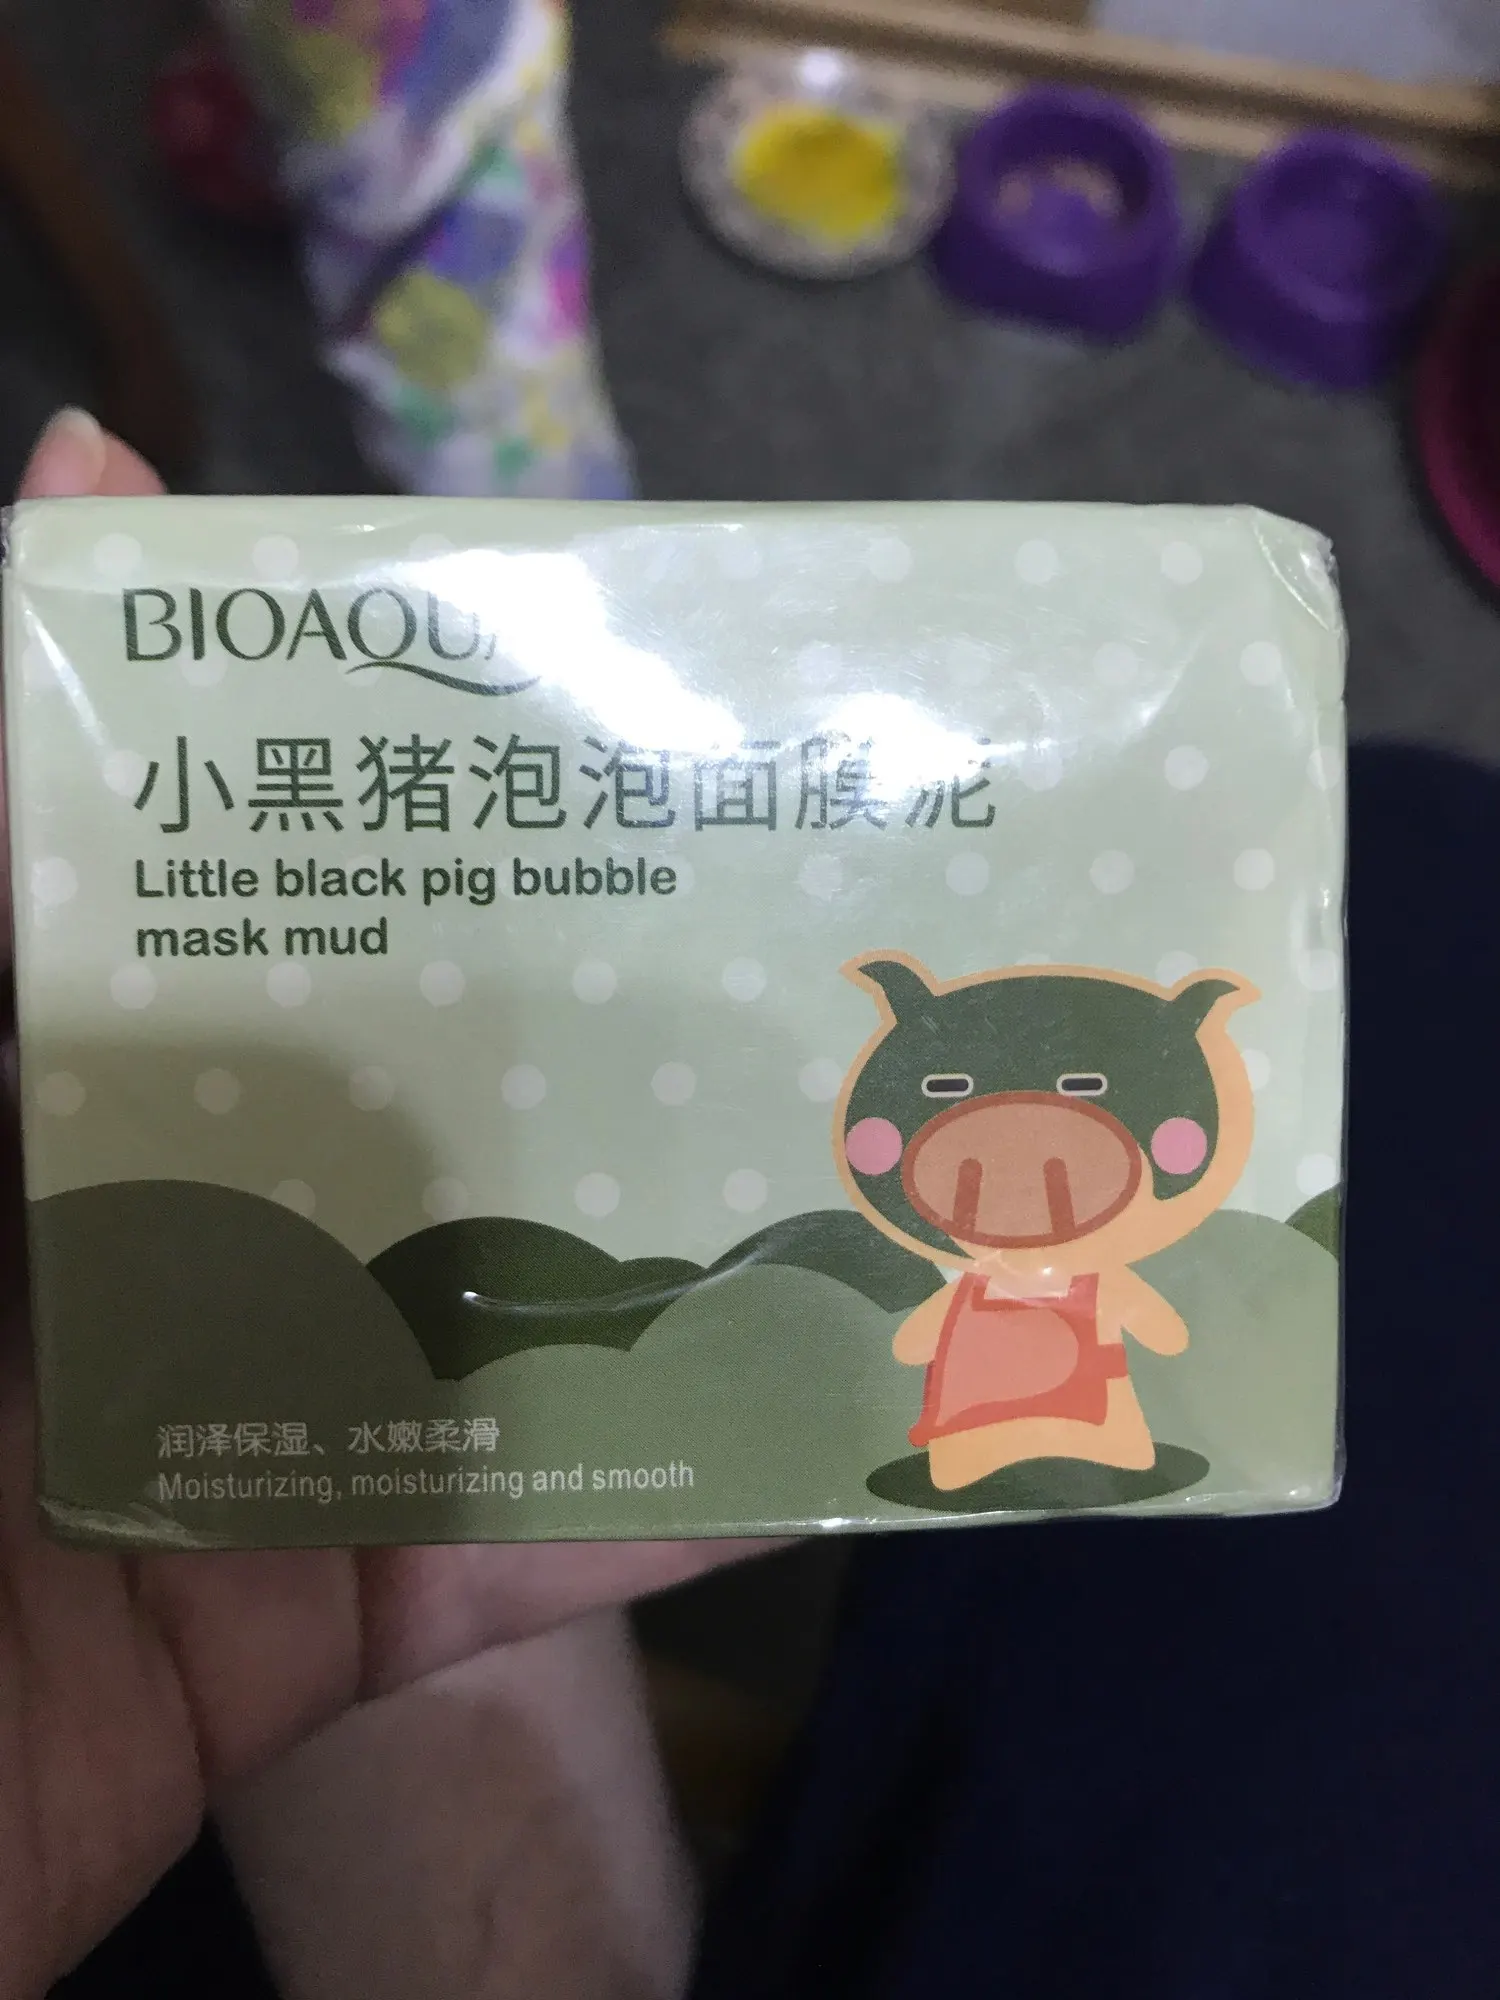 BIOAQUA
小黑猪泡泡面膜泥
Little black pig bubble
mask mud
润泽保湿、水嫩柔滑
Moisturizing, moisturizing and smooth